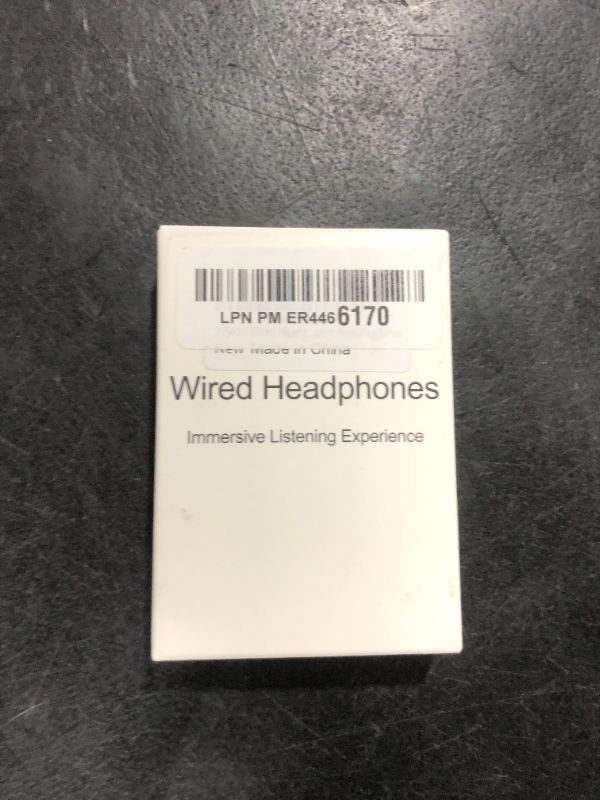 LPN PM ER4466170
New Made in China
Wired Headphones
Immersive Listening Experience